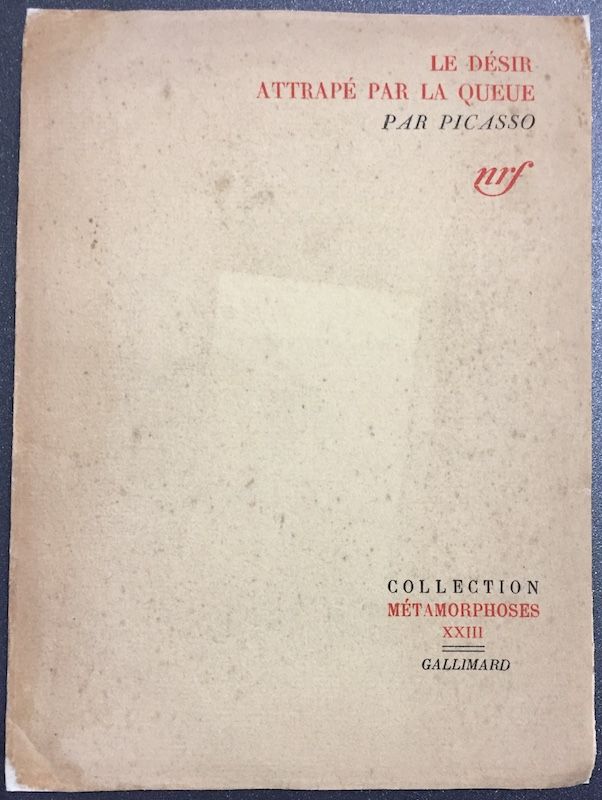 LE DÉSIR
ATTRAPÉ PAR LA QUEUE
PAR PICASSO
nrf
COLLECTION
MÉTAMORPHOSES
XXIII
GALLIMARD